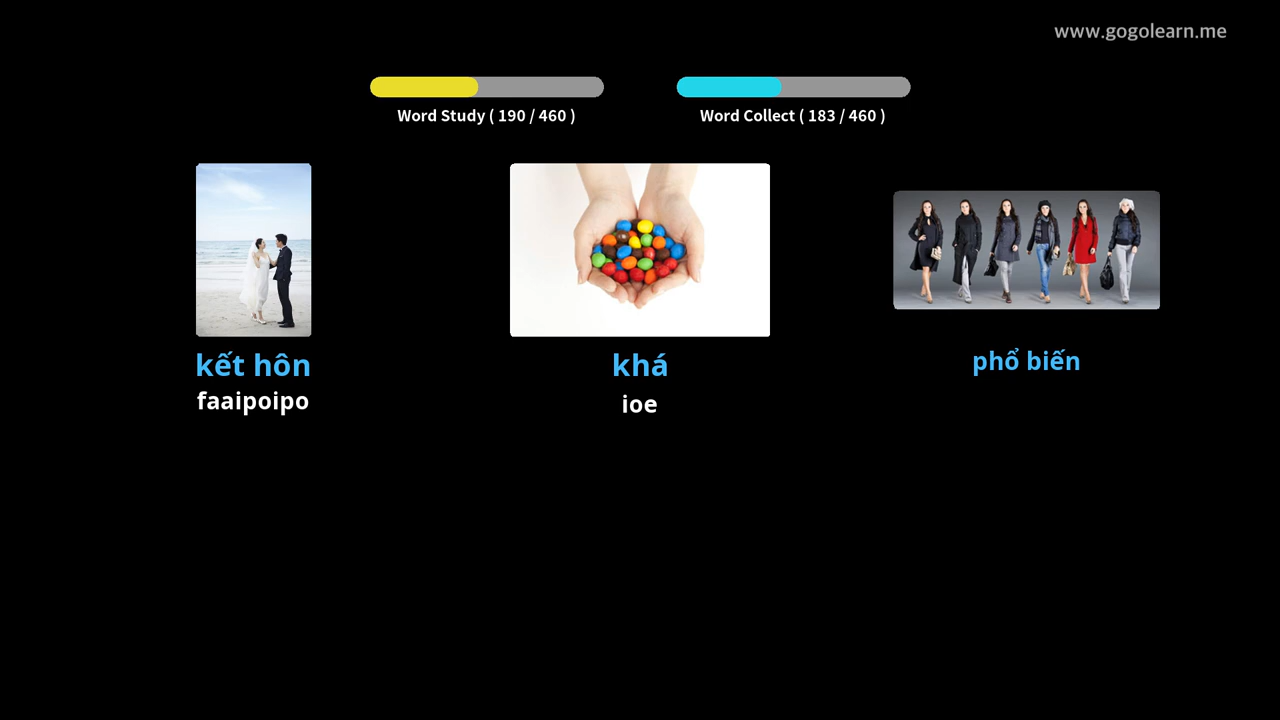 www.gogolearn.me
Word Study ( 190 / 460 )
Word Collect ( 183 / 460 )
kết hôn
faaipoipo
khá
ioe
phổ biến